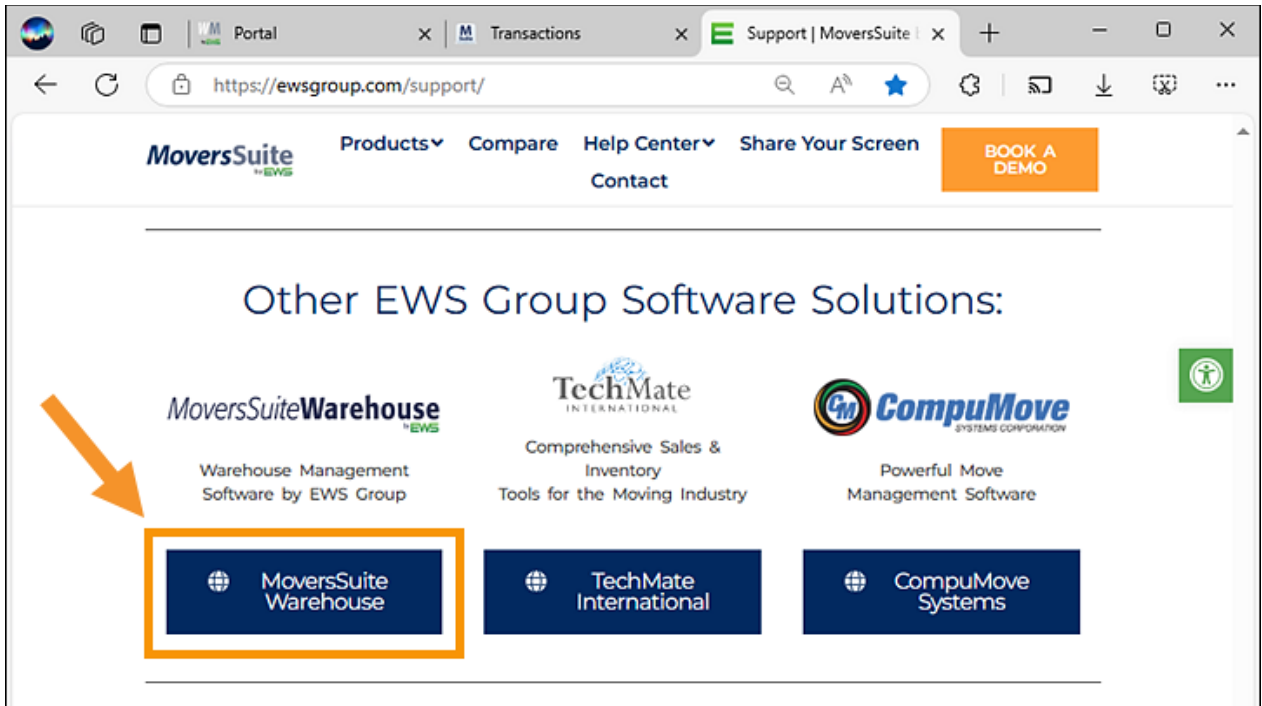 Portal
Transactions
Support | MoversSuite
https://ewsgroup.com/support/
MoversSuite
by EWS
Products
Compare
Help Center
Share Your Screen
Contact
BOOK A
DEMO
Other EWS Group Software Solutions:
MoversSuiteWarehouse
by EWS
Warehouse Management
Software by EWS Group
MoversSuite
Warehouse
TechMate
INTERNATIONAL
Comprehensive Sales &
Inventory
Tools for the Moving Industry
TechMate
International
CM CompuMove
SYSTEMS CORPORATION
Powerful Move
Management Software
CompuMove
Systems